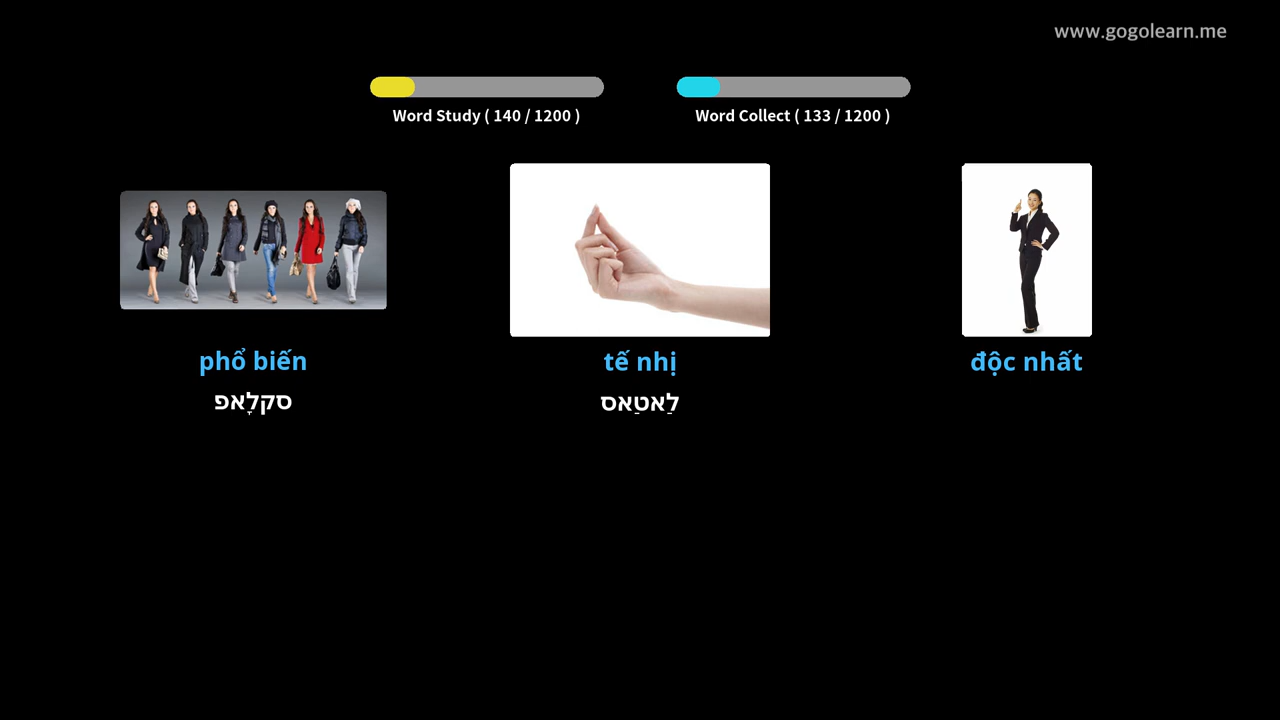 www.gogolearn.me
Word Study ( 140 / 1200 )
Word Collect ( 133 / 1200 )
phổ biến
tế nhị
độc nhất
סקלָאפ
לַאטַאס